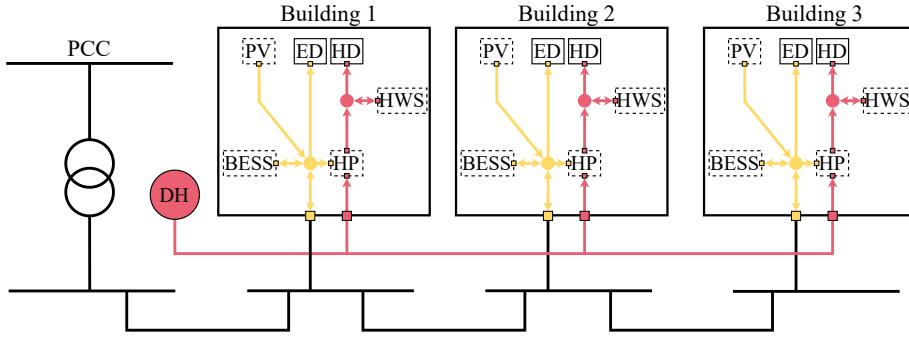 Building 1 Building 2 Building 3
PCC PV ED HD PV ED HD PV ED HD
HWS HWS HWS
BESS HP BESS HP BESS HP
DH